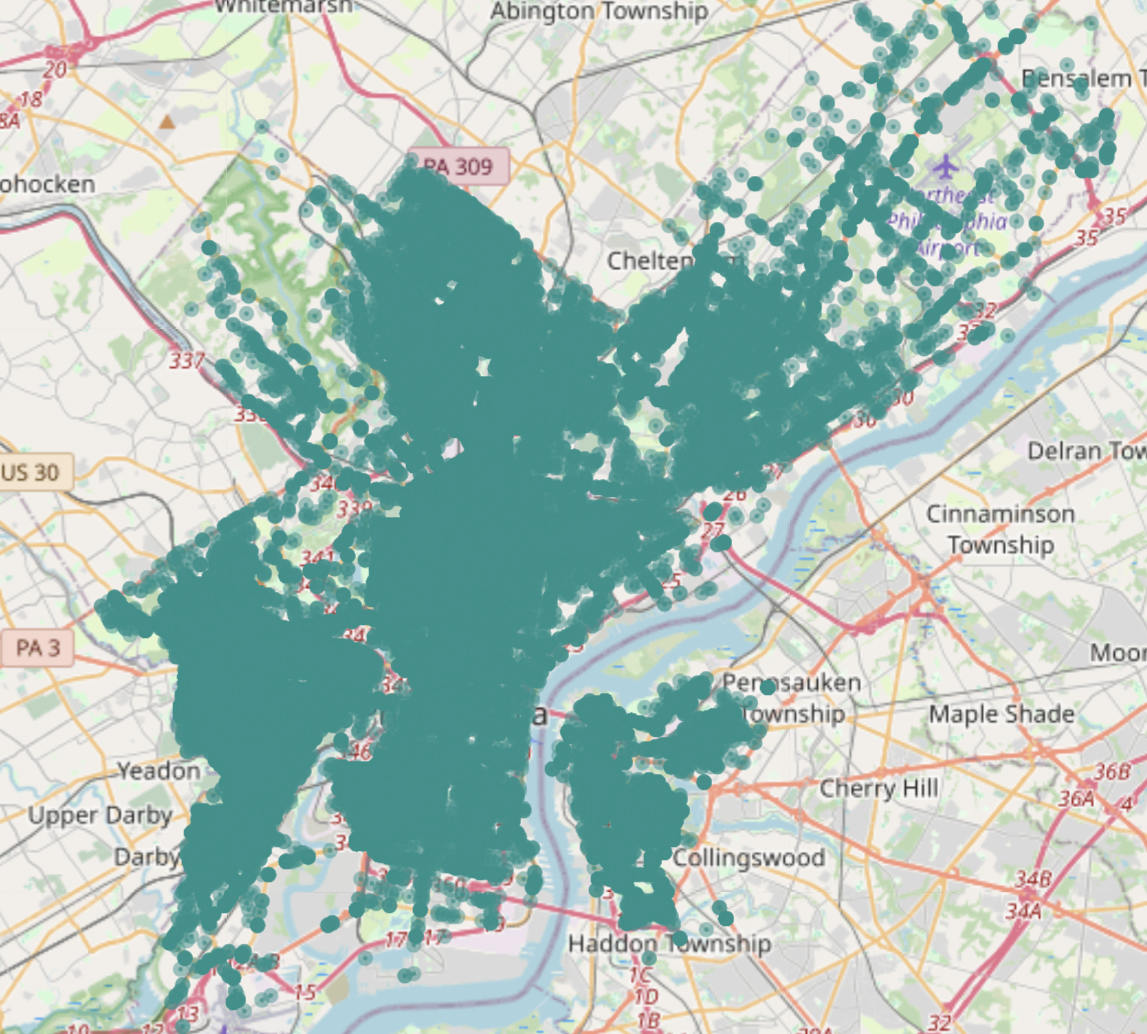 Whitemarsh
Abington Township
20
18
8A
PA 309
Bensalem T
ohocken
Northeast
Philadelphia
Airport
35
35
Chelten
32
337
30
30
US 30
Delran Tow
26
27
Cinnaminson
Township
339
341
25
34
PA 3
34
Moor
Pennsauken
Township
a
Maple Shade
46
Yeadon
36B
36A
4
Cherry Hill
Upper Darby
Darby
Collingswood
34B
34A
17
17
19
Haddon Township
15
1C
1D
1B
13
32